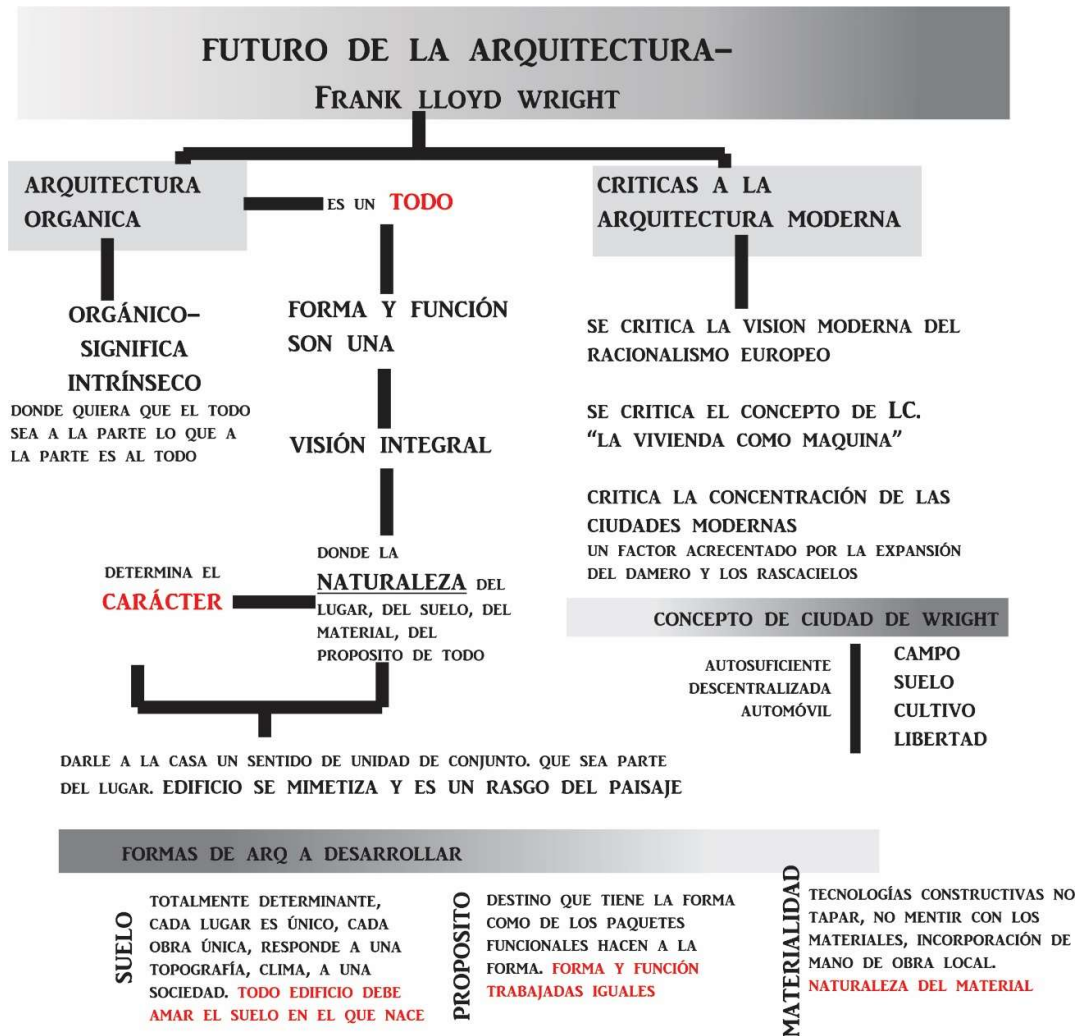 FUTURO DE LA ARQUITECTURA–
FRANK LLOYD WRIGHT
ARQUITECTURA
ORGANICA
ES UN TODO
ORGÁNICO–
SIGNIFICA
INTRÍNSECO
DONDE QUIERA QUE EL TODO
SEA A LA PARTE LO QUE A
LA PARTE ES AL TODO
FORMA Y FUNCIÓN
SON UNA
VISIÓN INTEGRAL
DONDE LA
NATURALEZA DEL
LUGAR, DEL SUELO, DEL
MATERIAL, DEL
PROPOSITO DE TODO
DETERMINA EL
CARÁCTER
DARLE A LA CASA UN SENTIDO DE UNIDAD DE CONJUNTO. QUE SEA PARTE
DEL LUGAR. EDIFICIO SE MIMETIZA Y ES UN RASGO DEL PAISAJE
CRITICAS A LA
ARQUITECTURA MODERNA
SE CRITICA LA VISION MODERNA DEL
RACIONALISMO EUROPEO
SE CRITICA EL CONCEPTO DE LC.
“LA VIVIENDA COMO MAQUINA”
CRITICA LA CONCENTRACIÓN DE LAS
CIUDADES MODERNAS
UN FACTOR ACRECENTADO POR LA EXPANSIÓN
DEL DAMERO Y LOS RASCACIELOS
CONCEPTO DE CIUDAD DE WRIGHT
AUTOSUFICIENTE
DESCENTRALIZADA
AUTOMÓVIL
CAMPO
SUELO
CULTIVO
LIBERTAD
FORMAS DE ARQ A DESARROLLAR
SUELO
TOTALMENTE DETERMINANTE,
CADA LUGAR ES ÚNICO, CADA
OBRA ÚNICA, RESPONDE A UNA
TOPOGRAFÍA, CLIMA, A UNA
SOCIEDAD. TODO EDIFICIO DEBE
AMAR EL SUELO EN EL QUE NACE
PROPOSITO
DESTINO QUE TIENE LA FORMA
COMO DE LOS PAQUETES
FUNCIONALES HACEN A LA
FORMA. FORMA Y FUNCIÓN
TRABAJADAS IGUALES
MATERIALIDAD
TECNOLOGÍAS CONSTRUCTIVAS NO
TAPAR, NO MENTIR CON LOS
MATERIALES, INCORPORACIÓN DE
MANO DE OBRA LOCAL.
NATURALEZA DEL MATERIAL